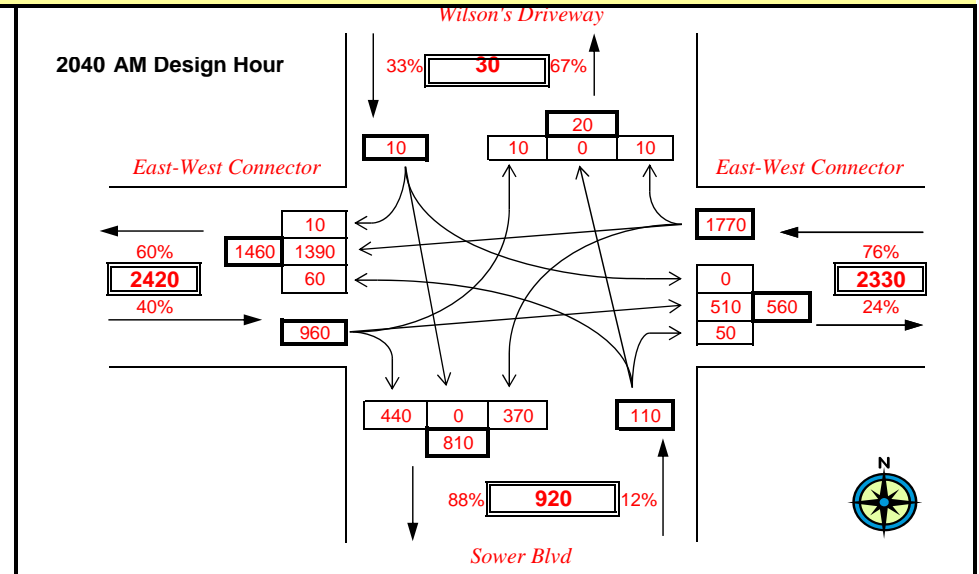 Wilson's Driveway
2040 AM Design Hour
33% 30 67%
20
10 10 0 10
East-West Connector East-West Connector
10 1770
60% 1460 1390 76%
2420 60 0 2330
40% 510 560 24%
960 50
440 0 370 110
810
88% 920 12%
N
Sower Blvd